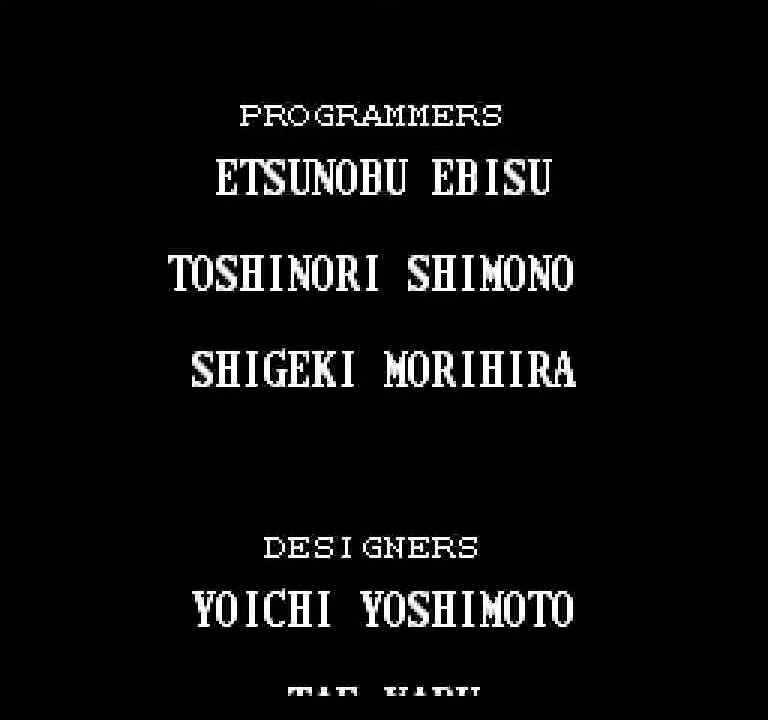 PROGRAMMERS
ETSUNOBU EBISU
TOSHINORI SHIMONO
SHIGEKI MORIHIRA
DESIGNERS
YOICHI YOSHIMOTO